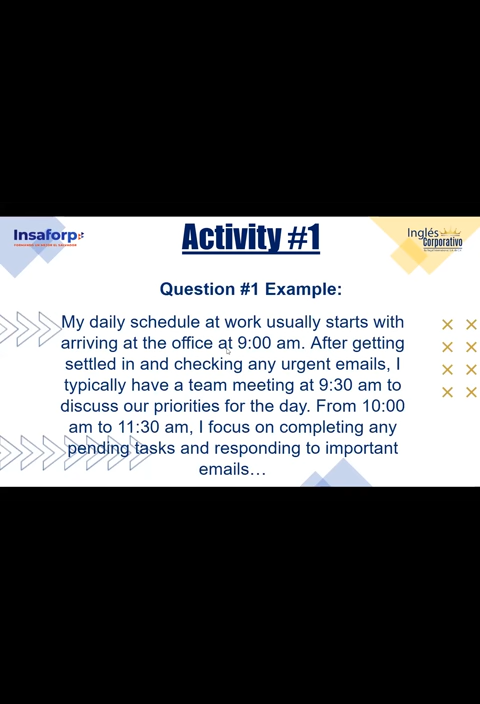 Insaforp
Inglés
Corporativo
Activity #1
Question #1 Example:
My daily schedule at work usually starts with
arriving at the office at 9:00 am. After getting
settled in and checking any urgent emails, I
typically have a team meeting at 9:30 am to
discuss our priorities for the day. From 10:00
am to 11:30 am, I focus on completing any
pending tasks and responding to important
emails…